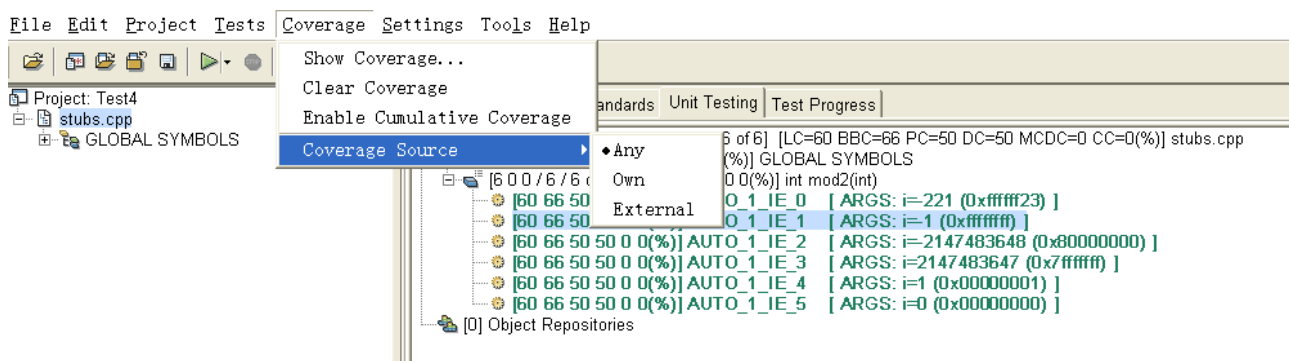 File Edit Project Tests Coverage Settings Tools Help
Show Coverage...
Clear Coverage
Enable Cumulative Coverage
Coverage Source
Any
Own
External
Project: Test4
stubs.cpp
GLOBAL SYMBOLS
andards Unit Testing Test Progress
of 6] [LC=60 BBC=66 PC=50 DC=50 MCDC=0 CC=0(%)] stubs.cpp
(%)] GLOBAL SYMBOLS
[6 0 0 / 6 / 6 0 0(%)] int mod2(int)
[60 66 50 O_1_IE_0 [ ARGS: i=-221 (0xffffff23) ]
[60 66 50 O_1_IE_1 [ ARGS: i=-1 (0xffffffff) ]
[60 66 50 50 0 0(%)] AUTO_1_IE_2 [ ARGS: i=-2147483648 (0x80000000) ]
[60 66 50 50 0 0(%)] AUTO_1_IE_3 [ ARGS: i=2147483647 (0x7fffffff) ]
[60 66 50 50 0 0(%)] AUTO_1_IE_4 [ ARGS: i=1 (0x00000001) ]
[60 66 50 50 0 0(%)] AUTO_1_IE_5 [ ARGS: i=0 (0x00000000) ]
[0] Object Repositories